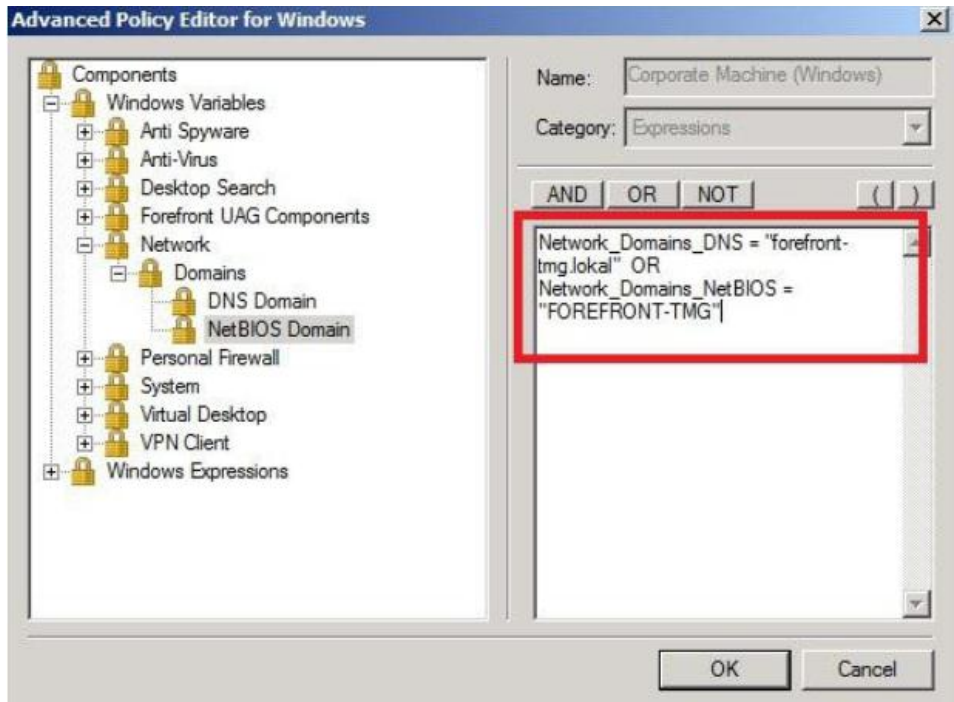 Advanced Policy Editor for Windows
Components
Windows Variables
Anti Spyware
Anti-Virus
Desktop Search
Forefront UAG Components
Network
Domains
DNS Domain
NetBIOS Domain
Personal Firewall
System
Virtual Desktop
VPN Client
Windows Expressions
Name: Corporate Machine (Windows)
Category: Expressions
AND OR NOT ( )
Network_Domains_DNS = "forefront-
tmg.lokal" OR
Network_Domains_NetBIOS =
"FOREFRONT-TMG"
OK Cancel